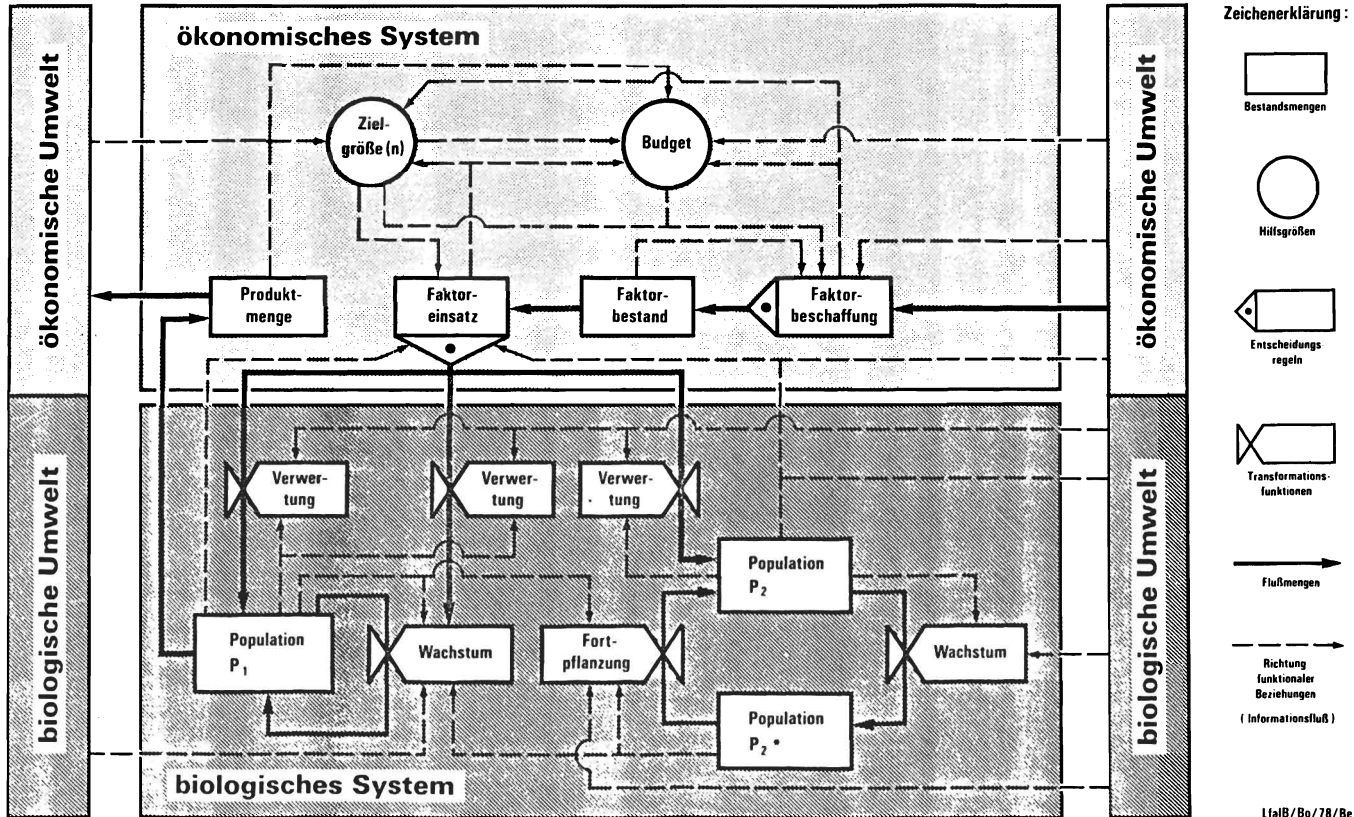 ökonomische Umwelt
biologische Umwelt
ökonomisches System
Ziel-
größe (n)
Budget
Produkt-
menge
Faktor-
einsatz
Faktor-
bestand
Faktor-
beschaffung
Verwer-
tung
Verwer-
tung
Verwer-
tung
Population
P1
Wachstum
Fort-
pflanzung
Population
P2
Wachstum
Population
P2 *
biologisches System
ökonomische Umwelt
biologische Umwelt
Zeichenerklärung :
Bestandsmengen
Hilfsgrößen
Entscheidungs
regeln
Transformations-
funktionen
Flußmengen
Richtung
funktionaler
Beziehungen
( Informationsfluß )
LfalB / Bo / 78 / Be